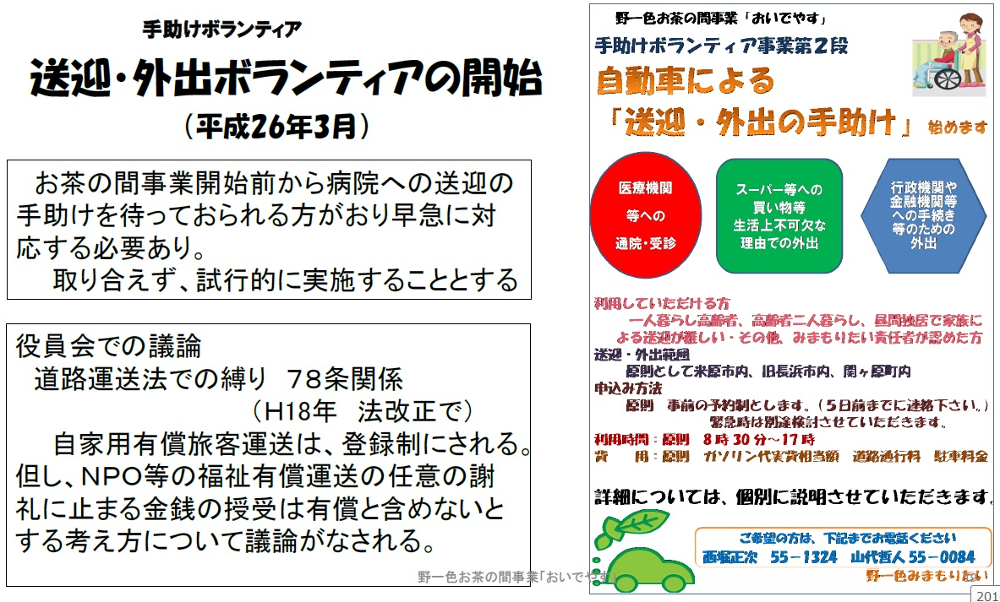 手助けボランティア
送迎・外出ボランティアの開始
（平成26年3月）
お茶の間事業開始前から病院への送迎の
手助けを待っておられる方がおり早急に対
応する必要あり。
取り合えず、試行的に実施することとする
役員会での議論
道路運送法での縛り　７８条関係
（Ｈ18年　法改正で）
自家用有償旅客運送は、登録制にされる。
但し、ＮＰＯ等の福祉有償運送の任意の謝
礼に止まる金銭の授受は有償と含めないと
する考え方について議論がなされる。
野一色お茶の間事業「おいでやす」
野一色お茶の間事業「おいでやす」
手助けボランティア事業第２段
自動車による
「送迎・外出の手助け」始めます
医療機関
等への
通院・受診
スーパー等への
買い物等
生活上不可欠な
理由での外出
行政機関や
金融機関等
への手続き
等のための
外出
利用していただける方
一人暮らし高齢者、高齢者二人暮らし、昼間独居で家族に
よる送迎が難しい・その他、みまもりたい責任者が認めた方
送迎・外出範囲
原則として米原市内、旧長浜市内、関ヶ原町内
申込み方法
原則　事前の予約制とします。（５日前までに連絡下さい。）
緊急時は別途検討させていただきます。
利用時間：原則　８時３０分～１７時
費　　用：原則　ガソリン代実費相当額　道路通行料　駐車料金
詳細については、個別に説明させていただきます。
ご希望の方は、下記までお電話ください
西堀正次　55－1324　山代哲人 55－0084
野一色みまもりたい
201